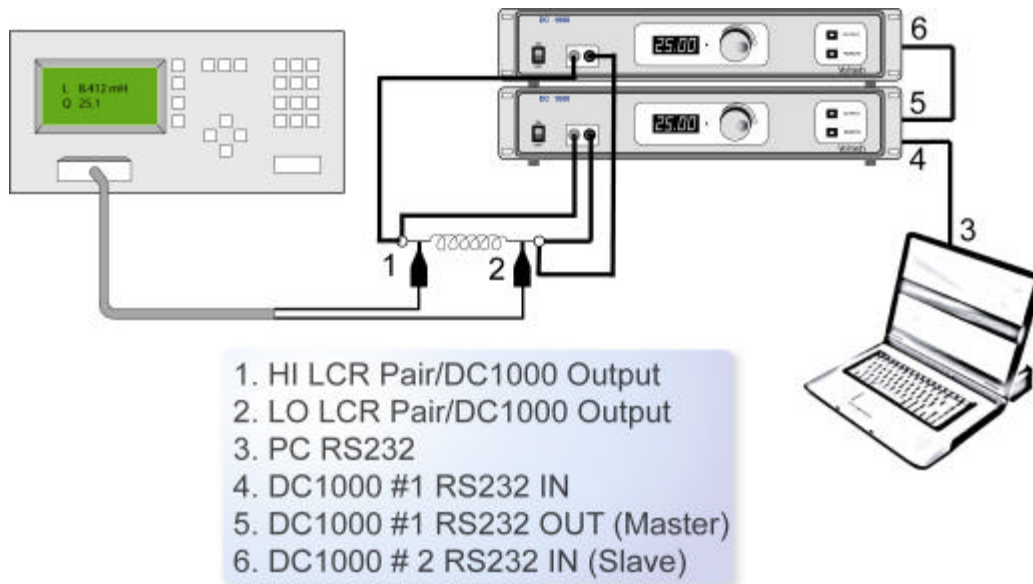 DC 1000
25.00
6
L 8.412 mH
Q 25,1
Voltech
5
DC 1000
25.00
Voltech
4
3
1
2
1. HI LCR Pair/DC1000 Output
2. LO LCR Pair/DC1000 Output
3. PC RS232
4. DC1000 #1 RS232 IN
5. DC1000 #1 RS232 OUT (Master)
6. DC1000 # 2 RS232 IN (Slave)